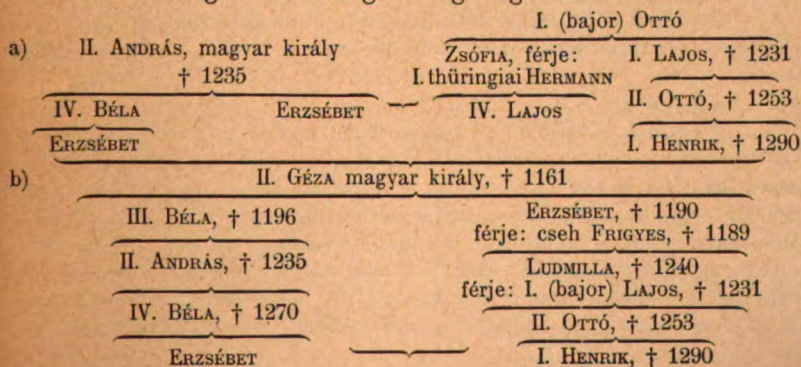 I. (bajor) OTTÓ
a) II. ANDRÁS, magyar király ZSÓFIA, férje: I. LAJOS, † 1231
† 1235 I. thüringiai HERMANN
IV. BÉLA ERZSÉBET IV. LAJOS II. OTTÓ, † 1253
ERZSÉBET I. HENRIK, † 1290
b) II. GÉZA magyar király, † 1161
III. BÉLA, † 1196 ERZSÉBET, † 1190
férje: cseh FRIGYES, † 1189
II. ANDRÁS, † 1235 LUDMILLA, † 1240
férje: I. (bajor) LAJOS, † 1231
IV. BÉLA, † 1270 II. OTTÓ, † 1253
ERZSÉBET I. HENRIK, † 1290